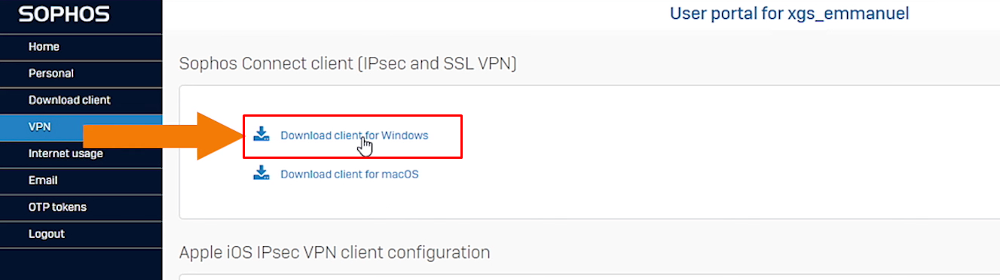 SOPHOS
User portal for xgs_emmanuel
Home
Personal
Download client
VPN
Internet usage
Email
OTP tokens
Logout
Sophos Connect client (IPsec and SSL VPN)
Download client for Windows
Download client for macOS
Apple iOS IPsec VPN client configuration